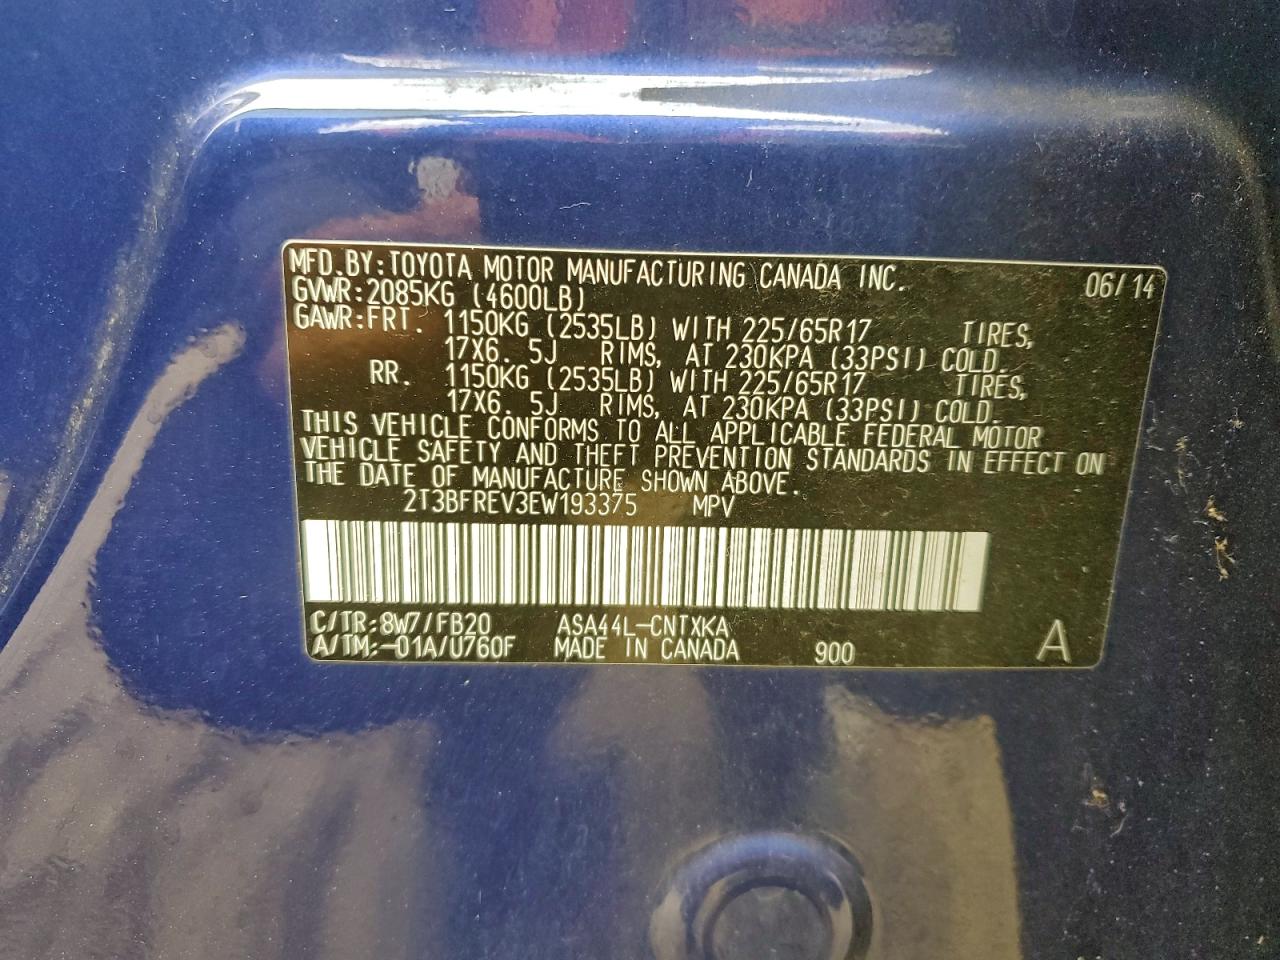 MFD.BY:TOYOTA MOTOR MANUFACTURING CANADA INC. 06/14
GVWR:2085KG (4600LB)
GAWR:FRT. 1150KG (2535LB) WITH 225/65R17 TIRES,
17X6.5J RIMS, AT 230KPA (33PSI) COLD.
RR. 1150KG (2535LB) WITH 225/65R17 TIRES,
17X6.5J RIMS, AT 230KPA (33PSI) COLD.
THIS VEHICLE CONFORMS TO ALL APPLICABLE FEDERAL MOTOR
VEHICLE SAFETY AND THEFT PREVENTION STANDARDS IN EFFECT ON
THE DATE OF MANUFACTURE SHOWN ABOVE.
2T3BFREV3EW193375 MPV
C/TR:8W7/FB20 ASA44L-CNTXKA
A/TM:-01A/U760F MADE IN CANADA 900 A